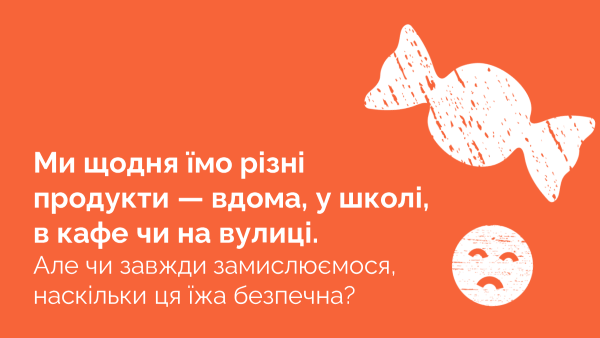 Ми щодня їмо різні
продукти — вдома, у школі,
в кафе чи на вулиці.
Але чи завжди замислюємося,
наскільки ця їжа безпечна?